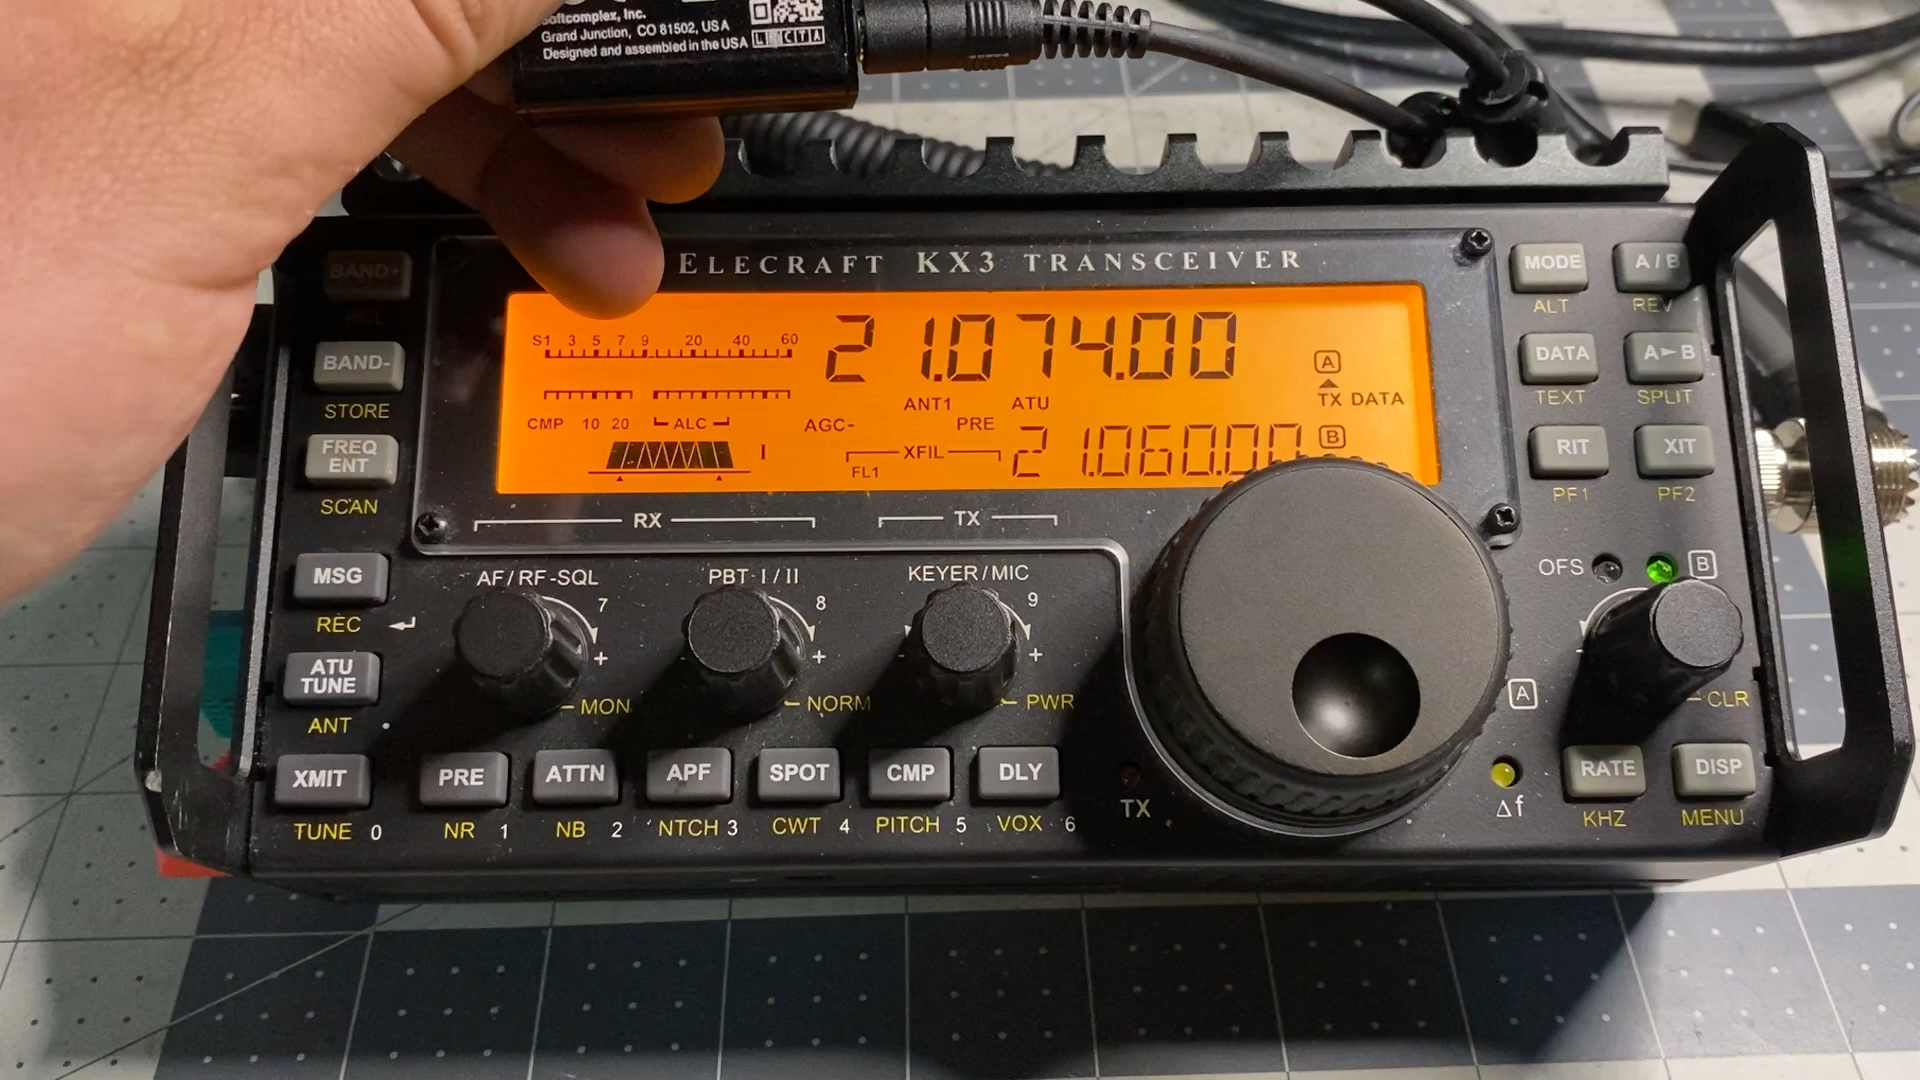 Softcomplex, Inc.
Grand Junction, CO 81502, USA
Designed and assembled in the USA
ELECRAFT KX3 TRANSCEIVER
BAND+
MODE
A / B
ALT
REV
S1 3 5 7 9 20 40 60
21.074.00
A
BAND-
STORE
DATA
A►B
TEXT
SPLIT
ANT1 ATU
TX DATA
CMP 10 20 ALC
AGC-
PRE
21.060.00
B
XFIL
FL1
I
FREQ
ENT
SCAN
RIT
XIT
PF1
PF2
RX
TX
OFS
B
MSG
REC
AF/RF-SQL
PBT-I/II
KEYER/MIC
7
8
9
+
+
-
+
ATU
TUNE
ANT
MON
NORM
PWR
A
-
CLR
XMIT
PRE
ATTN
APF
SPOT
CMP
DLY
TUNE 0
NR 1
NB 2
NTCH 3
CWT 4
PITCH 5
VOX 6
TX
Δf
RATE
DISP
KHZ
MENU